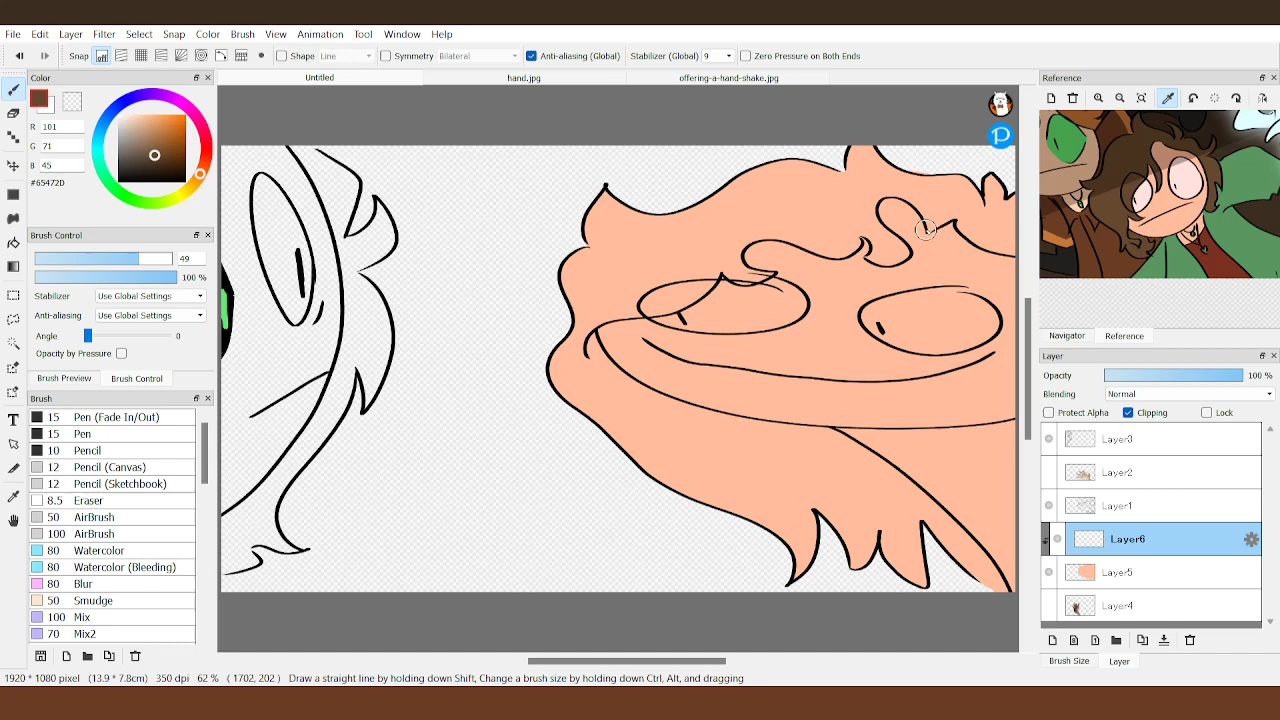 File Edit Layer Filter Select Snap Color Brush View Animation Tool Window Help
Snap Shape Line Symmetry Bilateral Anti-aliasing (Global) Stabilizer (Global) 9 Zero Pressure on Both Ends
Color
R 101
G 71
B 45
#65472D
Brush Control
49
100 %
Stabilizer Use Global Settings
Anti-aliasing Use Global Settings
Angle 0
Opacity by Pressure
Brush Preview Brush Control
Brush
15 Pen (Fade In/Out)
15 Pen
10 Pencil
12 Pencil (Canvas)
12 Pencil (Sketchbook)
8.5 Eraser
50 AirBrush
100 AirBrush
80 Watercolor
80 Watercolor (Bleeding)
80 Blur
50 Smudge
100 Mix
70 Mix2
Untitled hand.jpg offering-a-hand-shake.jpg
Reference
Navigator Reference
Layer
Opacity 100 %
Blending Normal
Protect Alpha Clipping Lock
Layer3
Layer2
Layer1
Layer6
Layer5
Layer4
Brush Size Layer
1920 * 1080 pixel (13.9 * 7.8cm) 350 dpi 62 % ( 1702, 202 ) Draw a straight line by holding down Shift, Change a brush size by holding down Ctrl, Alt, and dragging